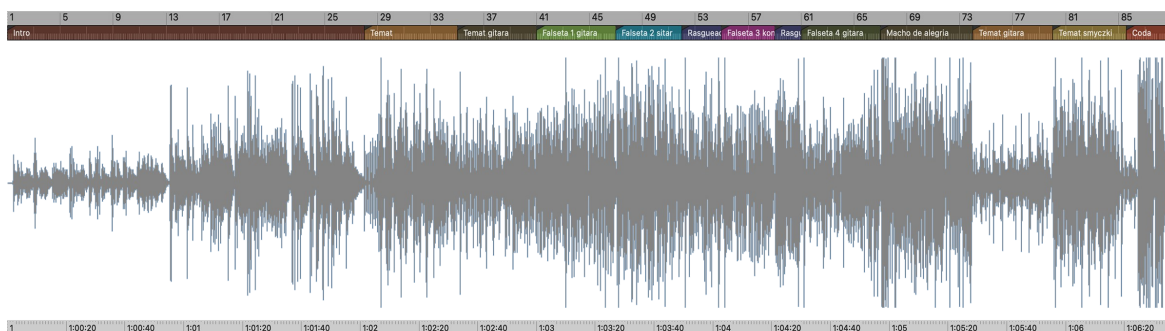 1 5 9 13 17 21 25 29 33 37 41 45 49 53 57 61 65 69 73 77 81 85
Intro Temat Temat gitara Falseta 1 gitara Falseta 2 sitar Rasguead Falseta 3 kon Rasgu Falseta 4 gitara Macho de alegria Temat gitara Temat smyczki Coda
1 1:00:20 1:00:40 1:01 1:01:20 1:01:40 1:02 1:02:20 1:02:40 1:03 1:03:20 1:03:40 1:04 1:04:20 1:04:40 1:05 1:05:20 1:05:40 1:06 1:06:20